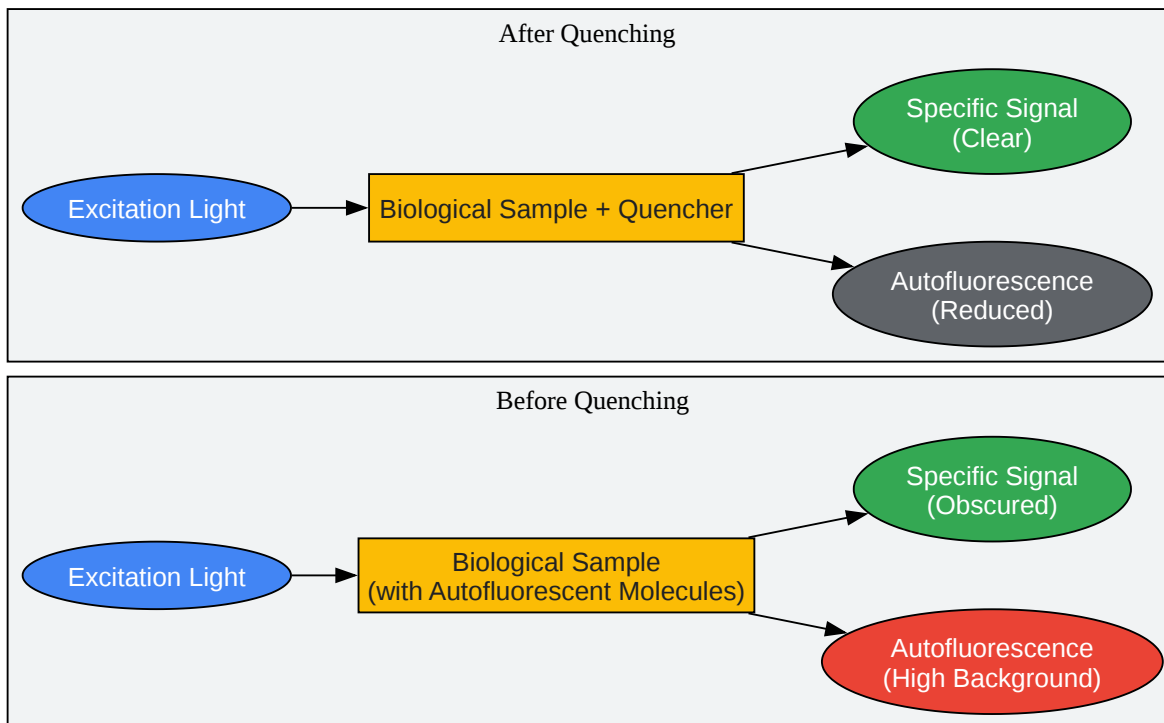 After Quenching
Excitation Light
Biological Sample + Quencher
Specific Signal
(Clear)
Autofluorescence
(Reduced)
Before Quenching
Excitation Light
Biological Sample
(with Autofluorescent Molecules)
Specific Signal
(Obscured)
Autofluorescence
(High Background)